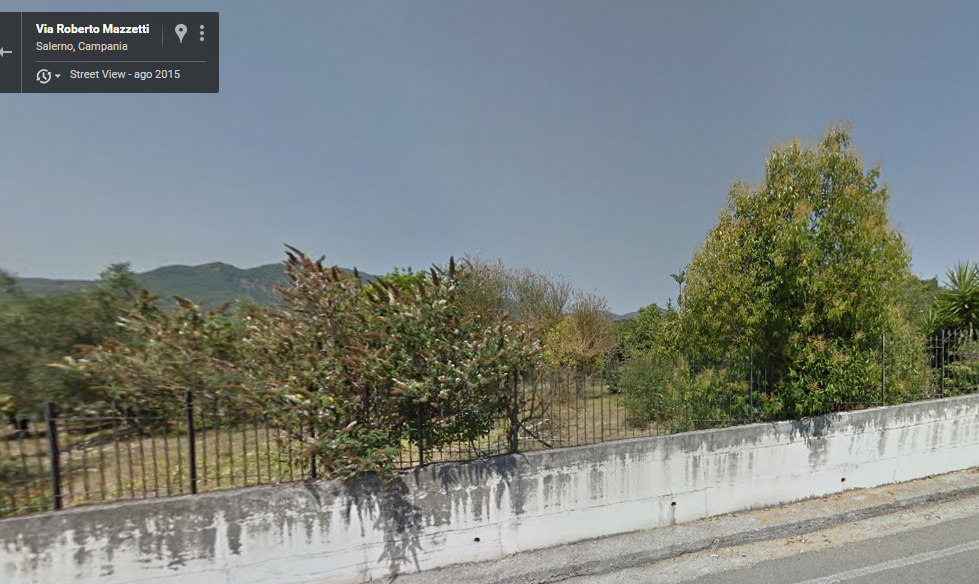 Via Roberto Mazzetti
Salerno, Campania
Street View - ago 2015